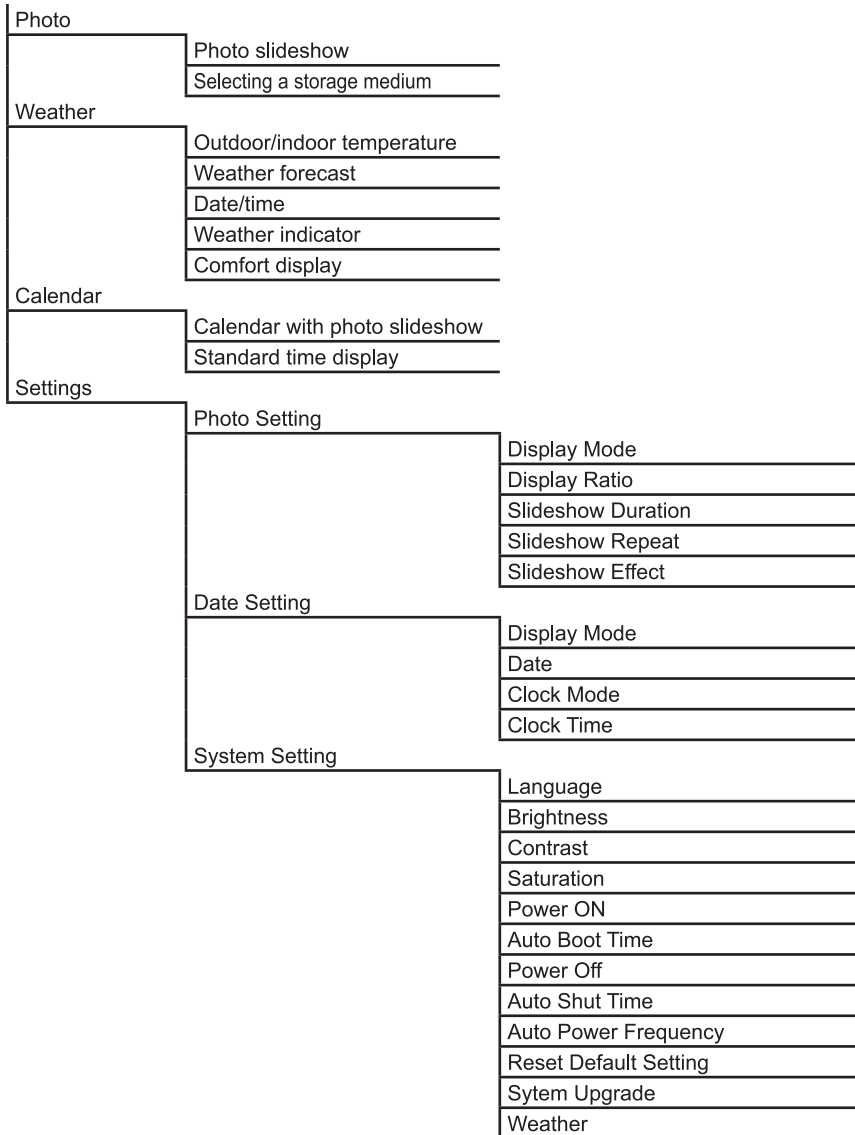 Photo
Photo slideshow
Selecting a storage medium
Weather
Outdoor/indoor temperature
Weather forecast
Date/time
Weather indicator
Comfort display
Calendar
Calendar with photo slideshow
Standard time display
Settings
Photo Setting
Display Mode
Display Ratio
Slideshow Duration
Slideshow Repeat
Slideshow Effect
Date Setting
Display Mode
Date
Clock Mode
Clock Time
System Setting
Language
Brightness
Contrast
Saturation
Power ON
Auto Boot Time
Power Off
Auto Shut Time
Auto Power Frequency
Reset Default Setting
Sytem Upgrade
Weather